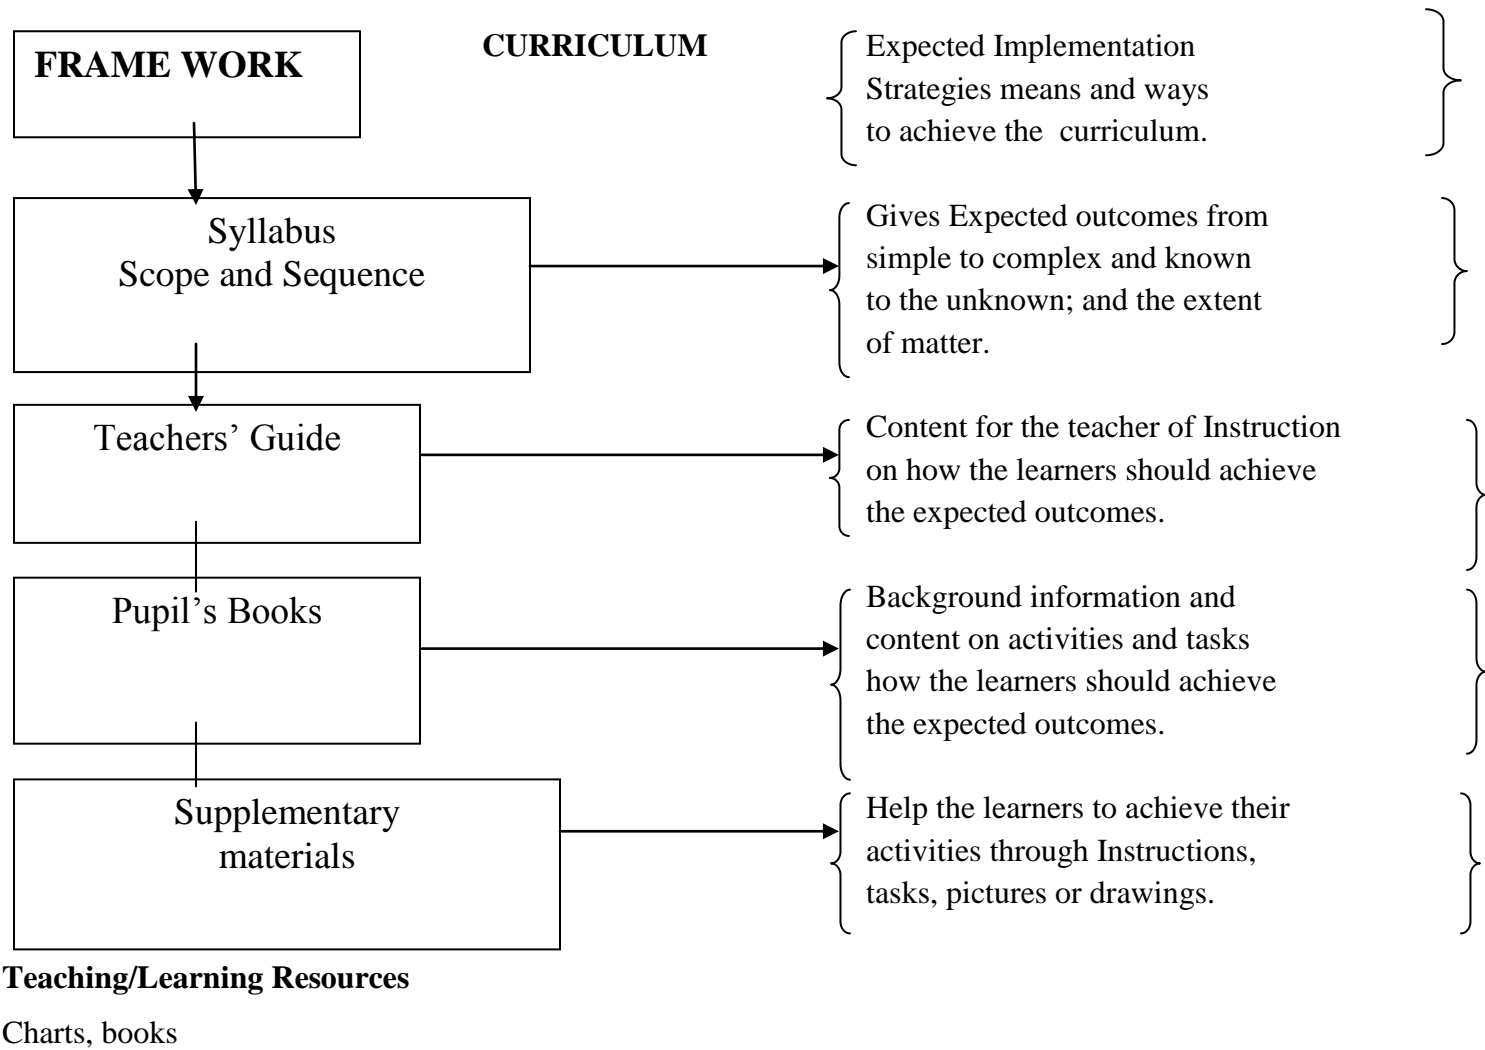 FRAME WORK
CURRICULUM
Expected Implementation
Strategies means and ways
to achieve the curriculum.
Syllabus
Scope and Sequence
Gives Expected outcomes from
simple to complex and known
to the unknown; and the extent
of matter.
Teachers’ Guide
Content for the teacher of Instruction
on how the learners should achieve
the expected outcomes.
Pupil’s Books
Background information and
content on activities and tasks
how the learners should achieve
the expected outcomes.
Supplementary
materials
Help the learners to achieve their
activities through Instructions,
tasks, pictures or drawings.
Teaching/Learning Resources
Charts, books